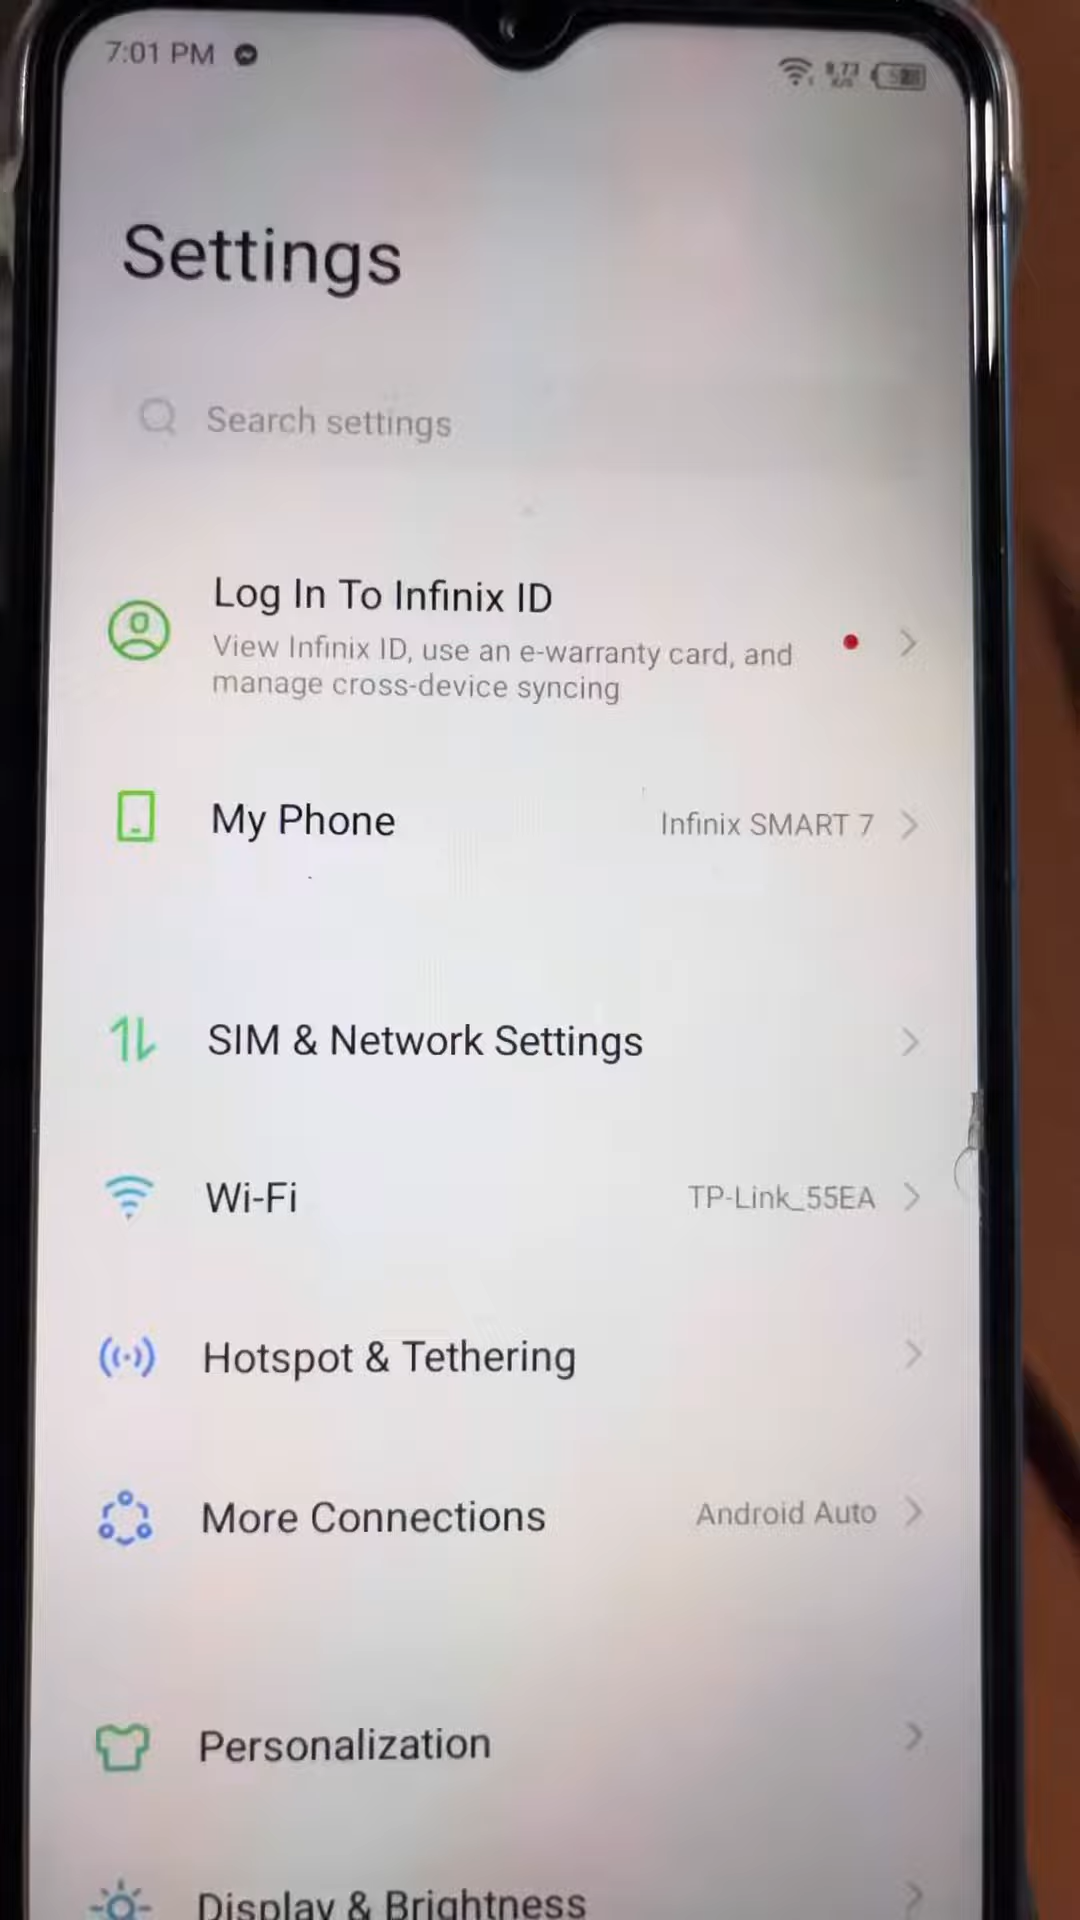 7:01 PM
Settings
Search settings
Log In To Infinix ID
View Infinix ID, use an e-warranty card, and
manage cross-device syncing
My Phone
Infinix SMART 7
SIM & Network Settings
Wi-Fi
TP-Link_55EA
Hotspot & Tethering
More Connections
Android Auto
Personalization
Display & Brightness